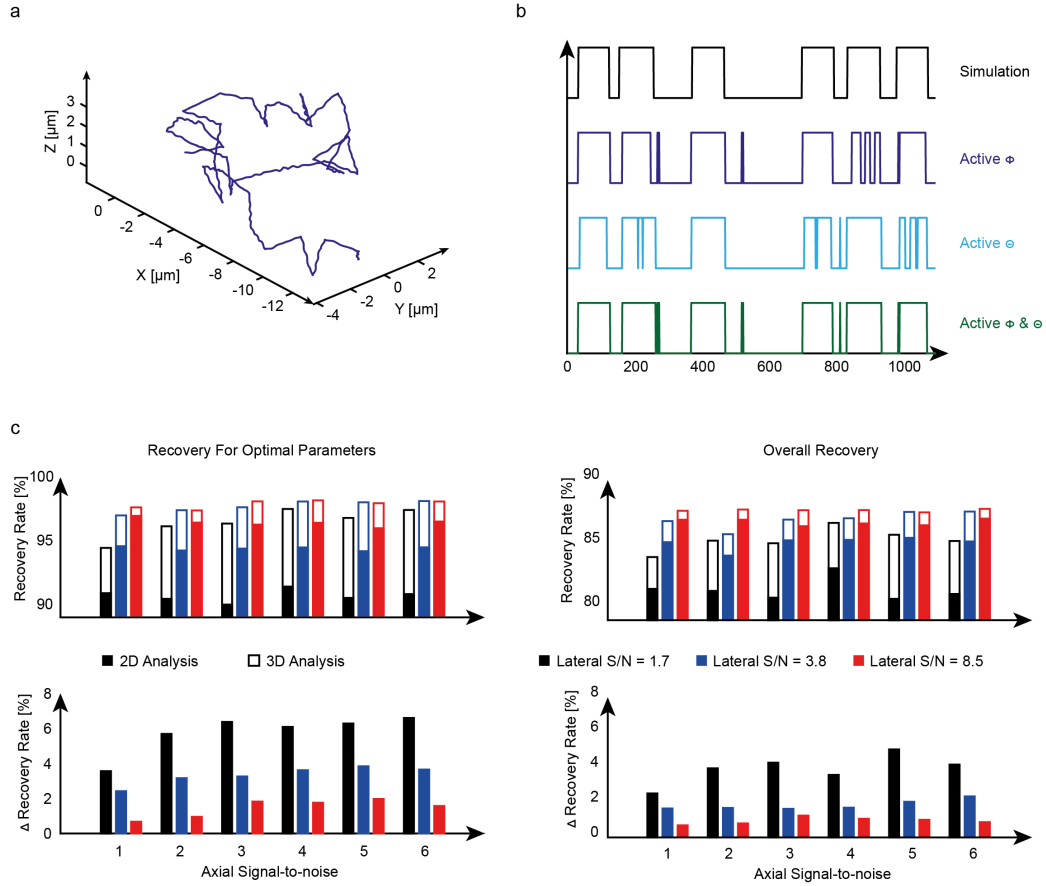 a
b
Z [μm]
3
2
1
0
0
-2
-4
-6
-8
-10
-12
X [μm]
-4
-2
0
2
Y [μm]
Simulation
Active Φ
Active Θ
Active Φ & Θ
0 200 400 600 800 1000
c
Recovery For Optimal Parameters
Recovery Rate [%]
100
95
90
Overall Recovery
Recovery Rate [%]
90
85
80
2D Analysis 3D Analysis
Lateral S/N = 1.7 Lateral S/N = 3.8 Lateral S/N = 8.5
Δ Recovery Rate [%]
8
6
4
2
0
1 2 3 4 5 6
Axial Signal-to-noise
Δ Recovery Rate [%]
8
6
4
2
0
1 2 3 4 5 6
Axial Signal-to-noise